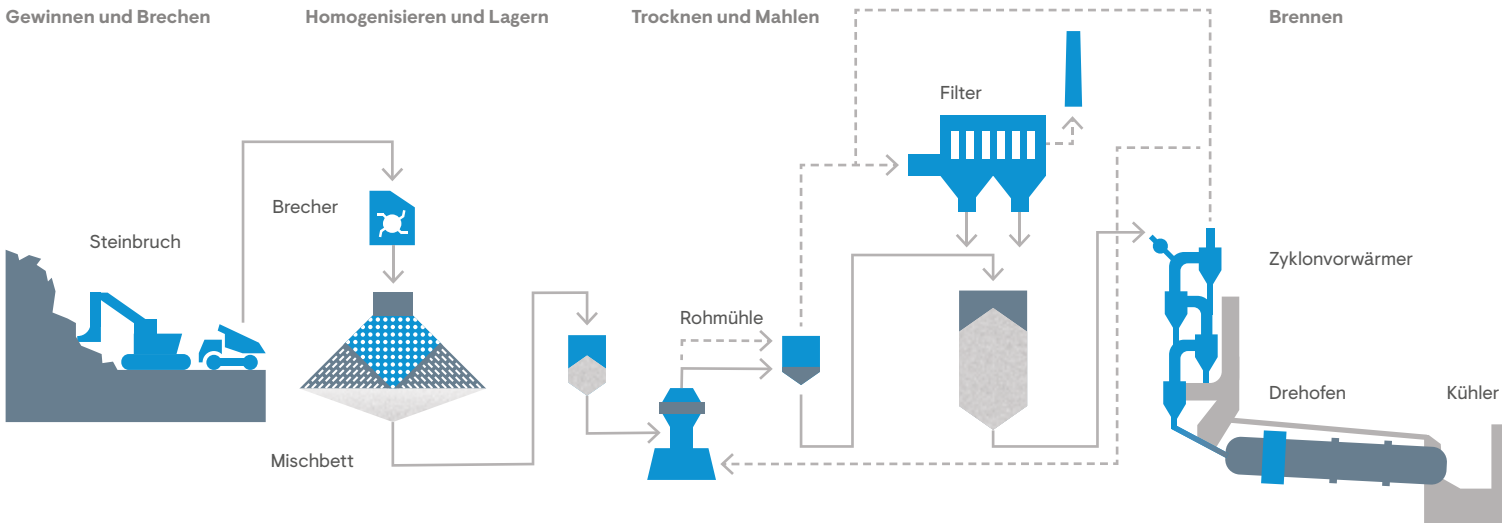 Gewinnen und Brechen
Homogenisieren und Lagern
Trocknen und Mahlen
Brennen
Filter
Brecher
Steinbruch
Zyklonvorwärmer
Rohmühle
Drehofen
Kühler
Mischbett